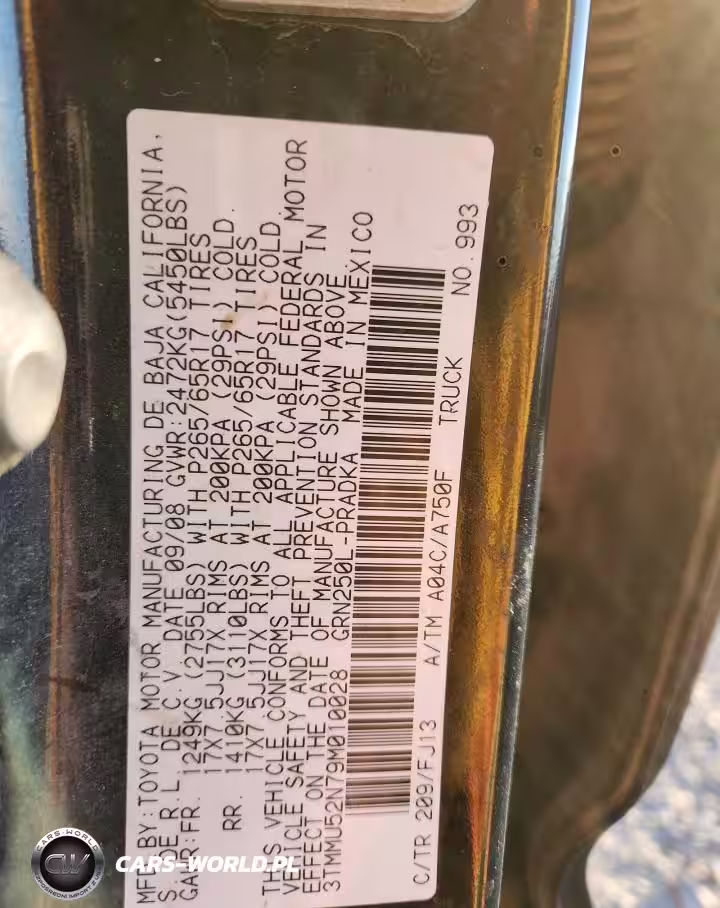 MFD BY: TOYOTA MOTOR MANUFACTURING DE BAJA CALIFORNIA,
S DE R.L. DE C.V DATE 09/08 GVWR:2472KG(5450LBS)
GAWR:FR. 1249KG (2755LBS) WITH P265/65R17 TIRES
17X7.5JJ17X RIMS AT 200KPA (29PSI) COLD.
RR. 1410KG (3110LBS) WITH P265/65R17 TIRES
17X7.5JJ17X RIMS AT 200KPA (29PSI) COLD.
THIS VEHICLE CONFORMS TO ALL APPLICABLE FEDERAL MOTOR
VEHICLE SAFETY AND THEFT PREVENTION STANDARDS IN
EFFECT ON THE DATE OF MANUFACTURE SHOWN ABOVE.
3TMMU52N79M010028 GRN250L-PRADKA MADE IN MEXICO
C/TR 209/FJ13 A/TM A04C/A750F TRUCK NO.993
CARS-WORLD
CW
CARS-WORLD.PL